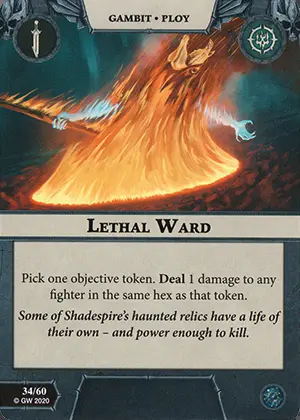 GAMBIT • PLOY
LETHAL WARD
Pick one objective token. Deal 1 damage to any
fighter in the same hex as that token.
Some of Shadespire's haunted relics have a life of
their own – and power enough to kill.
34/60
© GW 2020